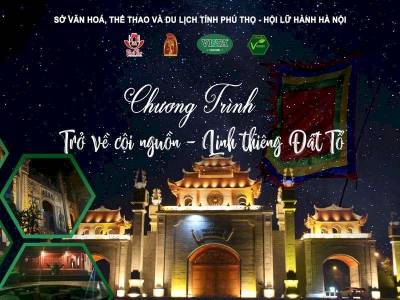 SỞ VĂN HOÁ, THỂ THAO VÀ DU LỊCH TỈNH PHÚ THỌ - HỘI LỮ HÀNH HÀ NỘI
Chương Trình
Trở về cội nguồn - Linh thiêng Đất Tổ